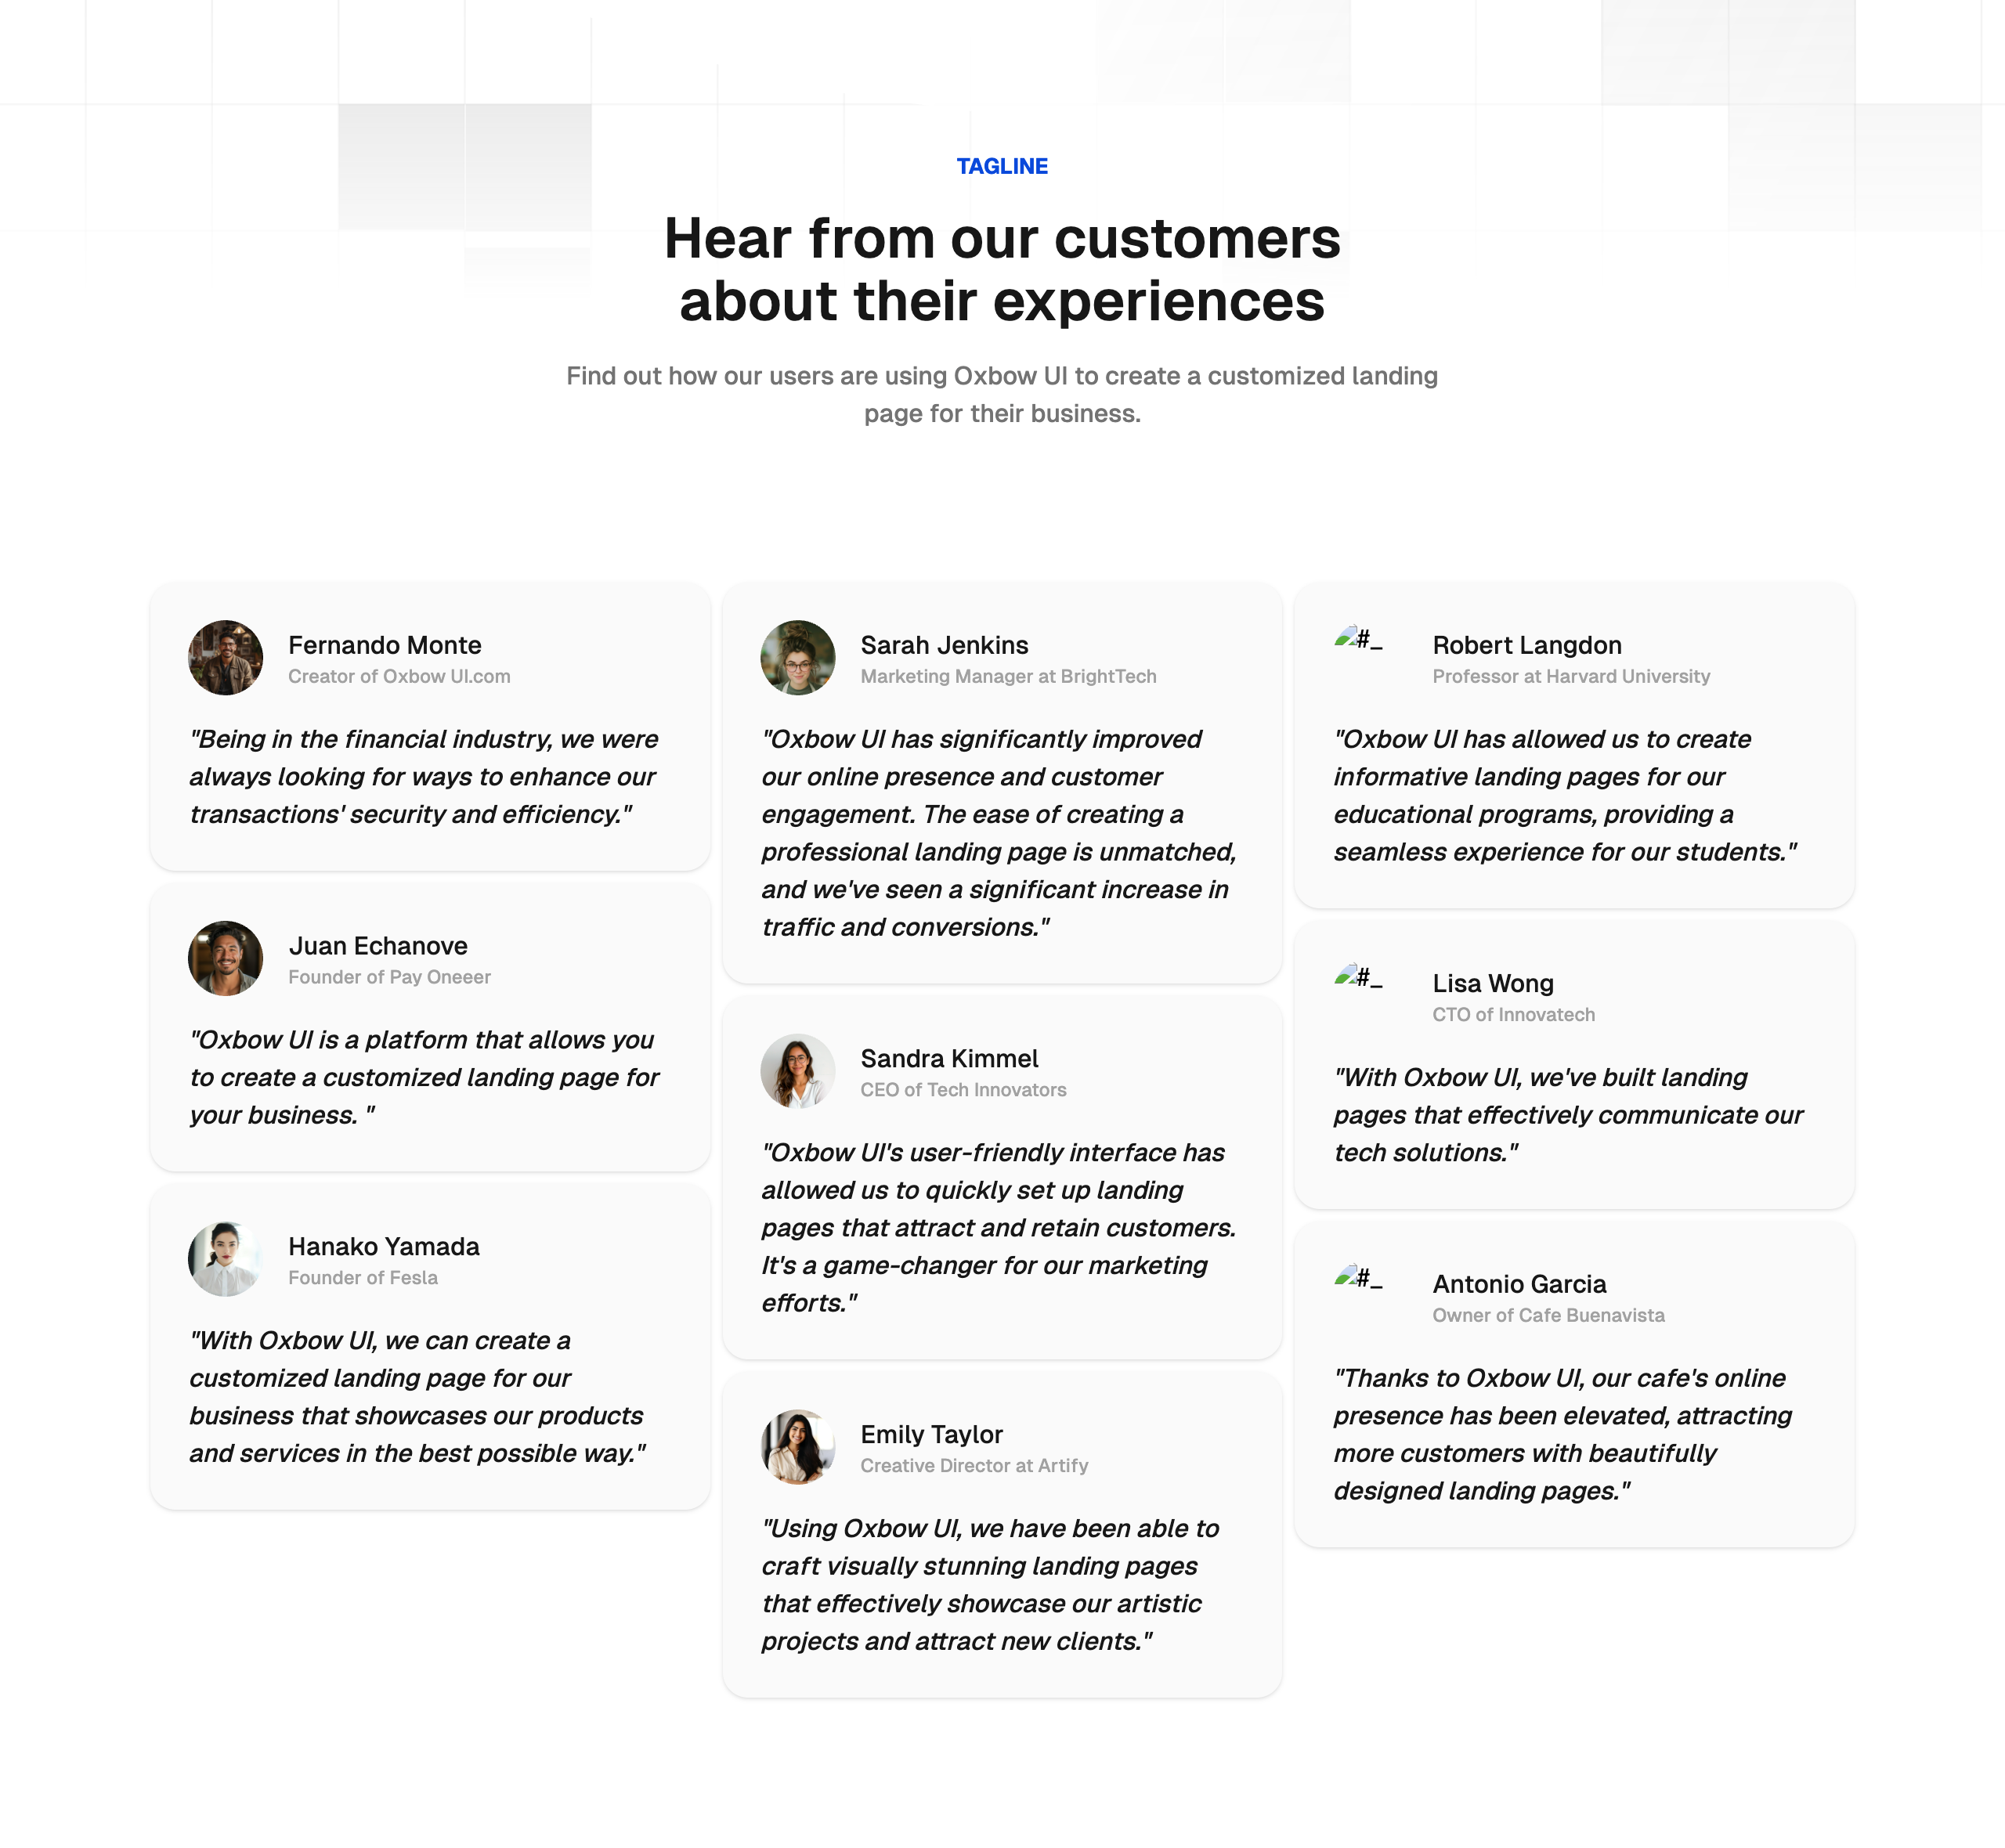 TAGLINE
Hear from our customers
about their experiences
Find out how our users are using Oxbow UI to create a customized landing
page for their business.
Fernando Monte
Creator of Oxbow UI.com
"Being in the financial industry, we were
always looking for ways to enhance our
transactions' security and efficiency."
Juan Echanove
Founder of Pay Oneeer
"Oxbow UI is a platform that allows you
to create a customized landing page for
your business. "
Hanako Yamada
Founder of Fesla
"With Oxbow UI, we can create a
customized landing page for our
business that showcases our products
and services in the best possible way."
Sarah Jenkins
Marketing Manager at BrightTech
"Oxbow UI has significantly improved
our online presence and customer
engagement. The ease of creating a
professional landing page is unmatched,
and we've seen a significant increase in
traffic and conversions."
Sandra Kimmel
CEO of Tech Innovators
"Oxbow UI's user-friendly interface has
allowed us to quickly set up landing
pages that attract and retain customers.
It's a game-changer for our marketing
efforts."
Emily Taylor
Creative Director at Artify
"Using Oxbow UI, we have been able to
craft visually stunning landing pages
that effectively showcase our artistic
projects and attract new clients."
#_
Robert Langdon
Professor at Harvard University
"Oxbow UI has allowed us to create
informative landing pages for our
educational programs, providing a
seamless experience for our students."
#_
Lisa Wong
CTO of Innovatech
"With Oxbow UI, we've built landing
pages that effectively communicate our
tech solutions."
#_
Antonio Garcia
Owner of Cafe Buenavista
"Thanks to Oxbow UI, our cafe's online
presence has been elevated, attracting
more customers with beautifully
designed landing pages."